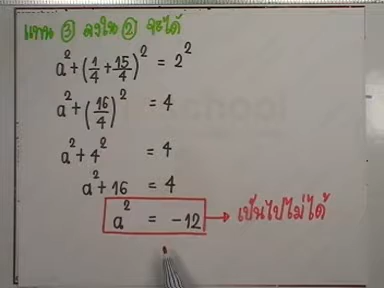 แทน ③ ลงใน ② จะได้
a² + (1/4 + 15/4)² = 2²
a² + (16/4)² = 4
a² + 4² = 4
a² + 16 = 4
a² = -12 → เป็นไปไม่ได้